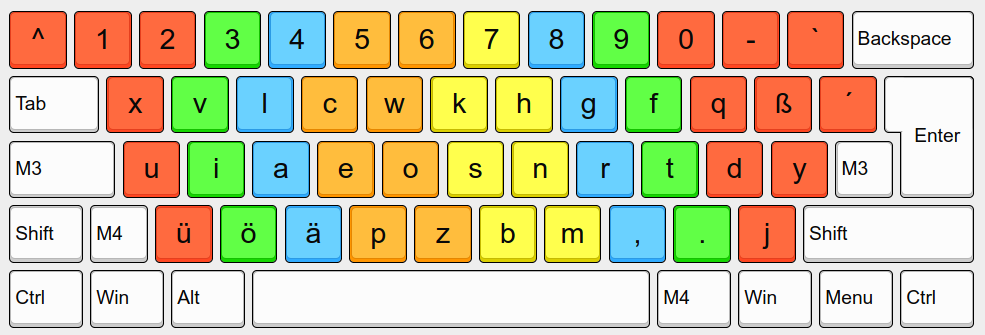 ^ 1 2 3 4 5 6 7 8 9 0 - ` Backspace
Tab x v l c w k h g f q ß ´ Enter
M3 u i a e o s n r t d y M3
Shift M4 ü ö ä p z b m , . j Shift
Ctrl Win Alt M4 Win Menu Ctrl